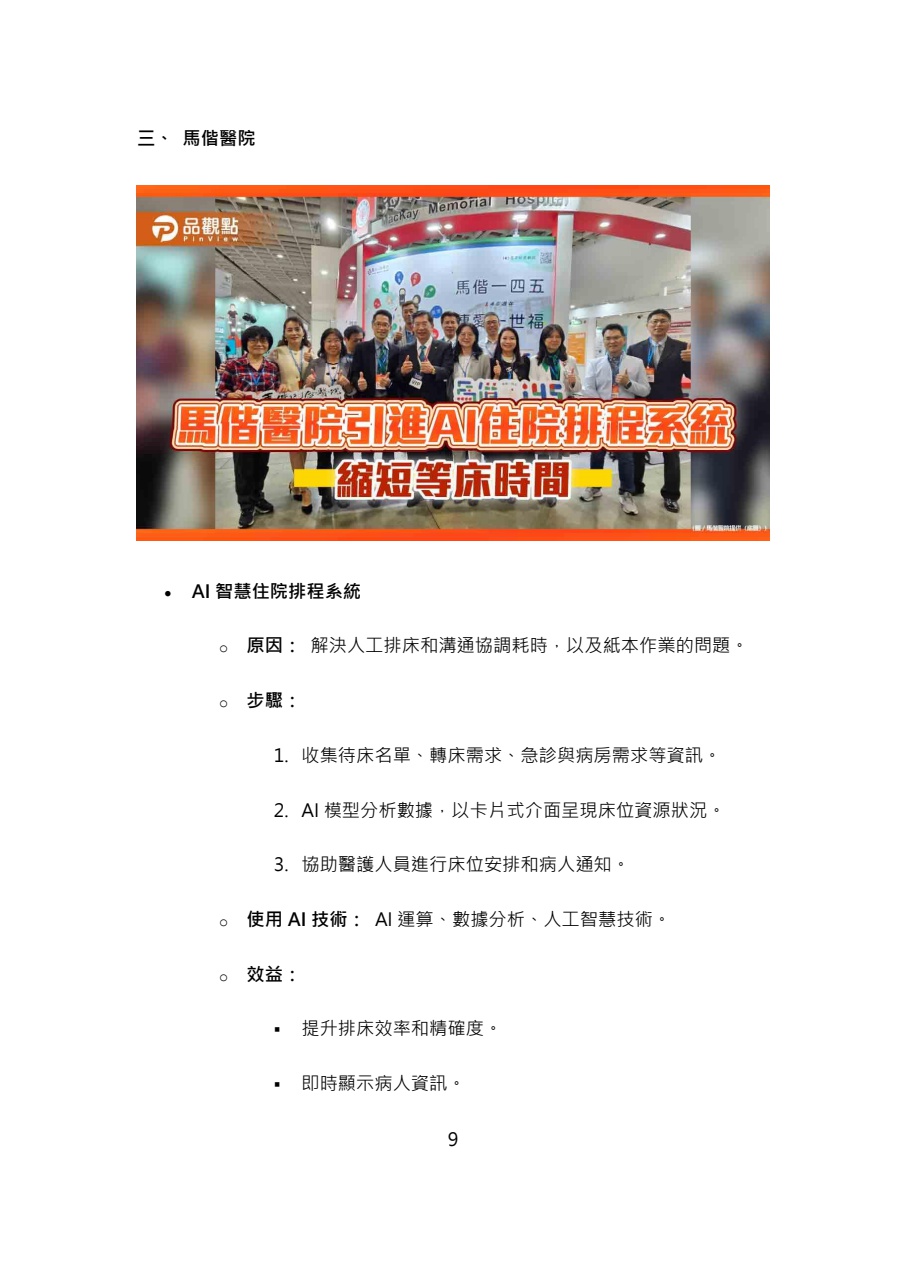 三、 馬偕醫院
品觀點
PinView
MacKay Memorial Hospital
馬偕一四五
馬偕醫院引進AI住院排程系統
縮短等床時間
• AI 智慧住院排程系統
○ 原因： 解決人工排床和溝通協調耗時，以及紙本作業的問題。
○ 步驟：
1. 收集待床名單、轉床需求、急診與病房需求等資訊。
2. AI 模型分析數據，以卡片式介面呈現床位資源狀況。
3. 協助醫護人員進行床位安排和病人通知。
○ 使用 AI 技術： AI 運算、數據分析、人工智慧技術。
○ 效益：
▪ 提升排床效率和精確度。
▪ 即時顯示病人資訊。
9